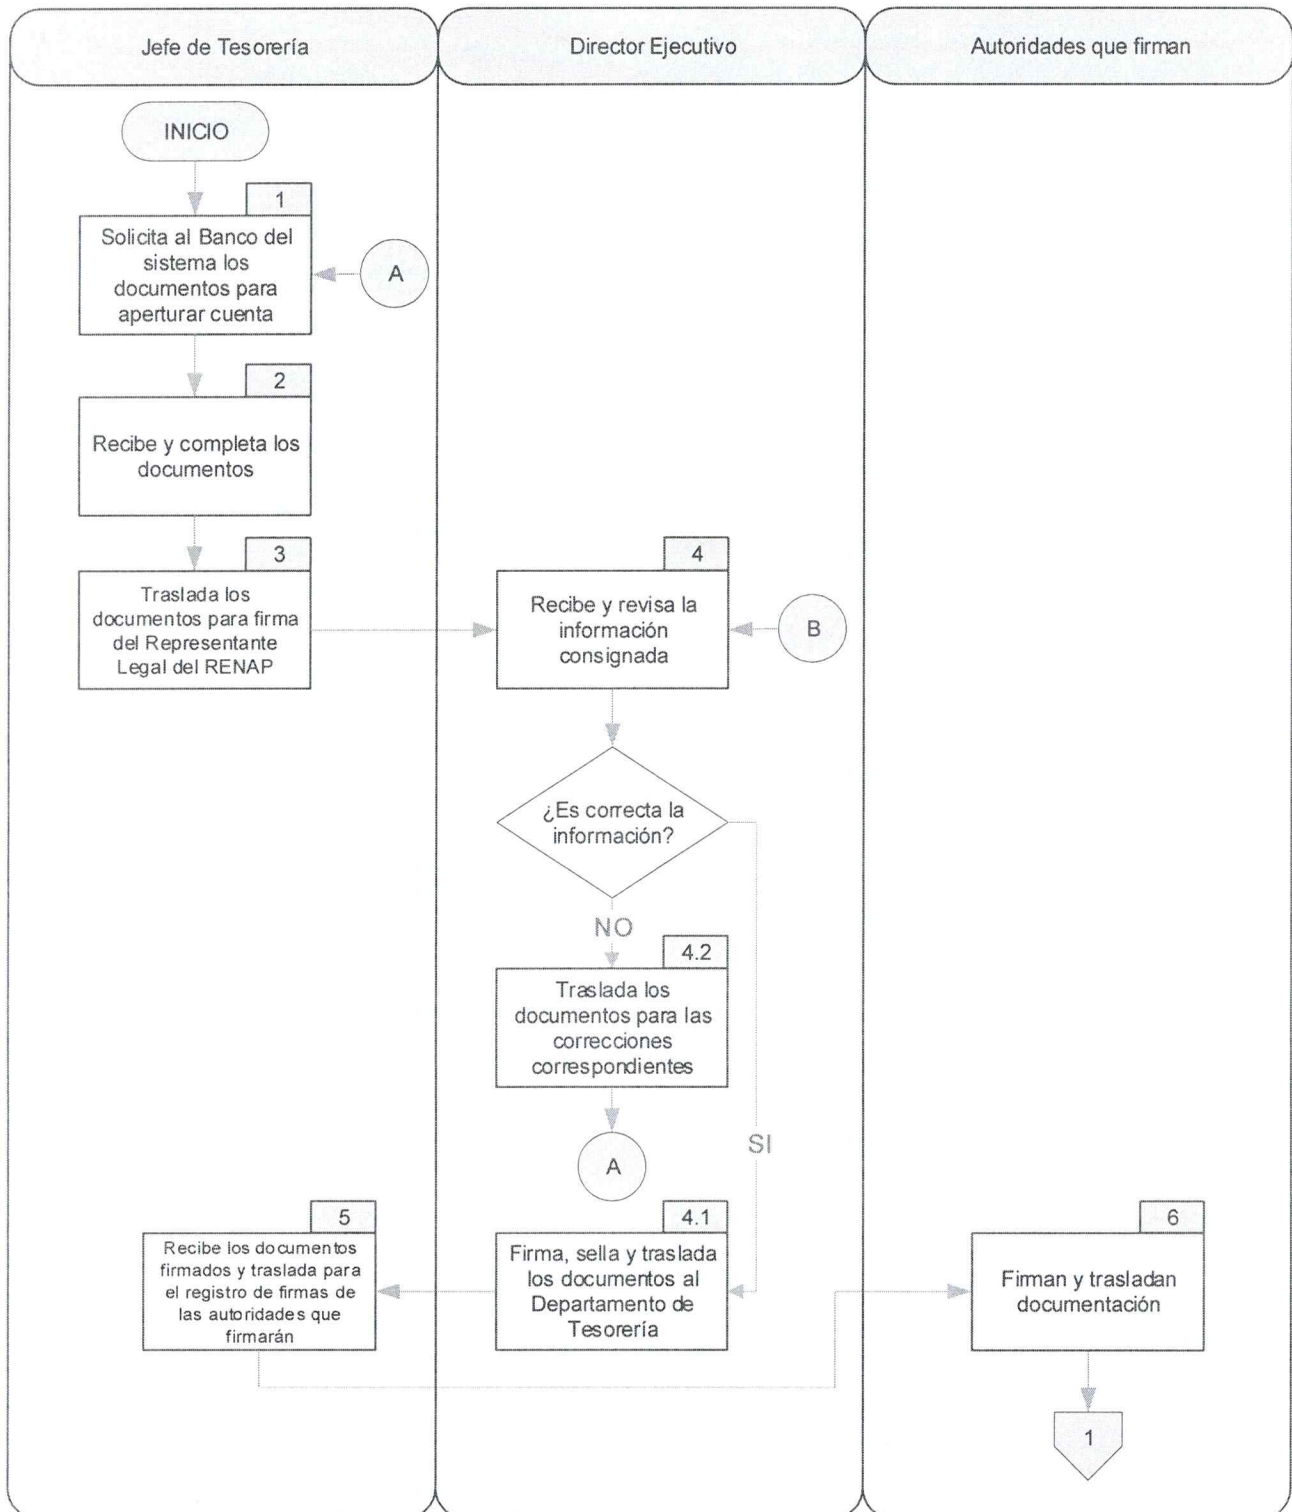 Jefe de Tesorería
Director Ejecutivo
Autoridades que firman
INICIO
1
Solicita al Banco del
sistema los
documentos para
aperturar cuenta
A
2
Recibe y completa los
documentos
3
Traslada los
documentos para firma
del Representante
Legal del RENAP
4
Recibe y revisa la
información
consignada
B
¿Es correcta la
información?
NO
4.2
Traslada los
documentos para las
correcciones
correspondientes
A
SI
4.1
Firma, sella y traslada
los documentos al
Departamento de
Tesorería
5
Recibe los documentos
firmados y traslada para
el registro de firmas de
las autoridades que
firmarán
6
Firman y trasladan
documentación
1